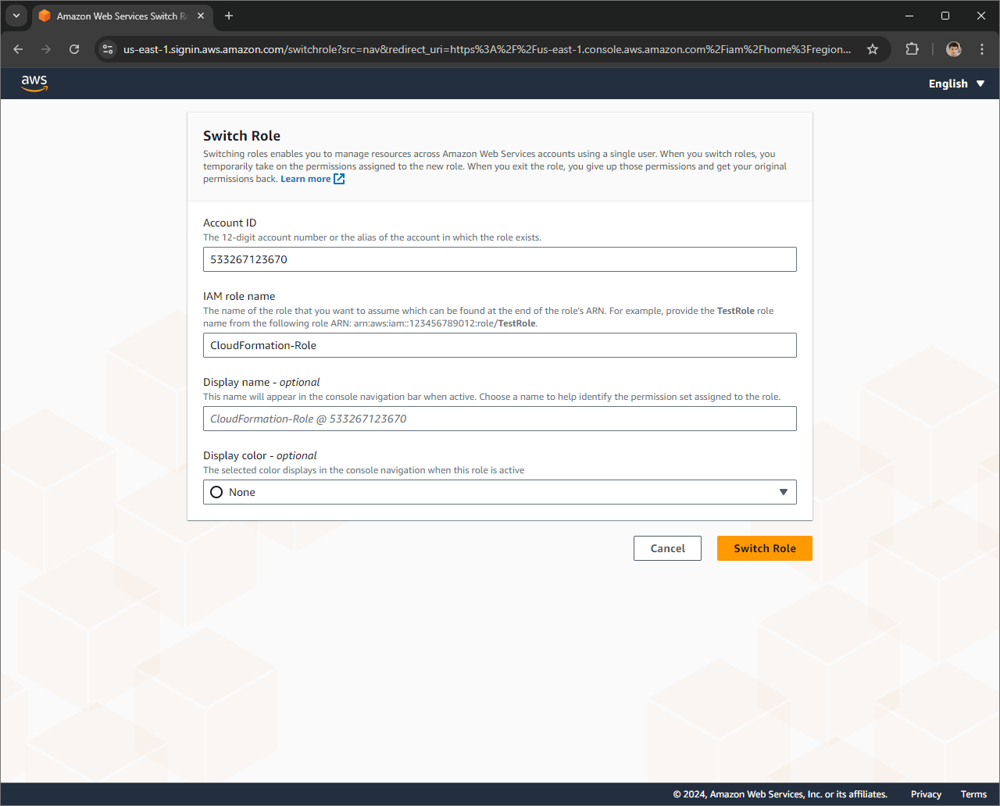 Amazon Web Services Switch R
us-east-1.signin.aws.amazon.com/switchrole?src=nav&redirect_uri=https%3A%2F%2Fus-east-1.console.aws.amazon.com%2Fiam%2Fhome%3Fregion...
aws
English
Switch Role
Switching roles enables you to manage resources across Amazon Web Services accounts using a single user. When you switch roles, you
temporarily take on the permissions assigned to the new role. When you exit the role, you give up those permissions and get your original
permissions back. Learn more
Account ID
The 12-digit account number or the alias of the account in which the role exists.
533267123670
IAM role name
The name of the role that you want to assume which can be found at the end of the role's ARN. For example, provide the TestRole role
name from the following role ARN: arn:aws:iam::123456789012:role/TestRole.
CloudFormation-Role
Display name - optional
This name will appear in the console navigation bar when active. Choose a name to help identify the permission set assigned to the role.
CloudFormation-Role @ 533267123670
Display color - optional
The selected color displays in the console navigation when this role is active
None
Cancel
Switch Role
© 2024, Amazon Web Services, Inc. or its affiliates.
Privacy
Terms